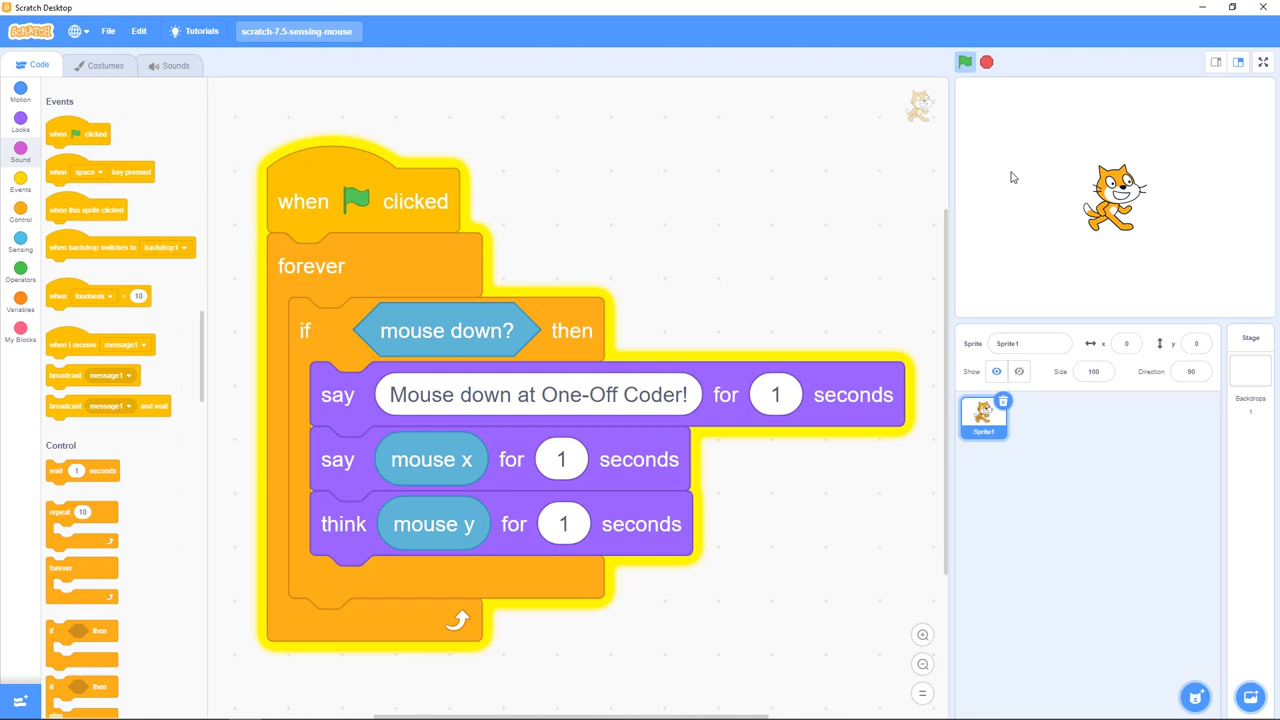 Scratch Desktop
SCRATCH File Edit Tutorials scratch-7.5-sensing-mouse
Code Costumes Sounds
Motion
Looks
Sound
Events
Control
Sensing
Operators
Variables
My Blocks
Events
when clicked
when space key pressed
when this sprite clicked
when backdrop switches to backdrop1
when loudness > 10
when I receive message1
broadcast message1
broadcast message1 and wait
Control
wait 1 seconds
repeat 10
forever
if then
if then
else
when clicked
forever
if mouse down? then
say Mouse down at One-Off Coder! for 1 seconds
say mouse x for 1 seconds
think mouse y for 1 seconds
Sprite Sprite1 x 0 y 0
Show Size 100 Direction 90
Sprite1
Stage
Backdrops
1